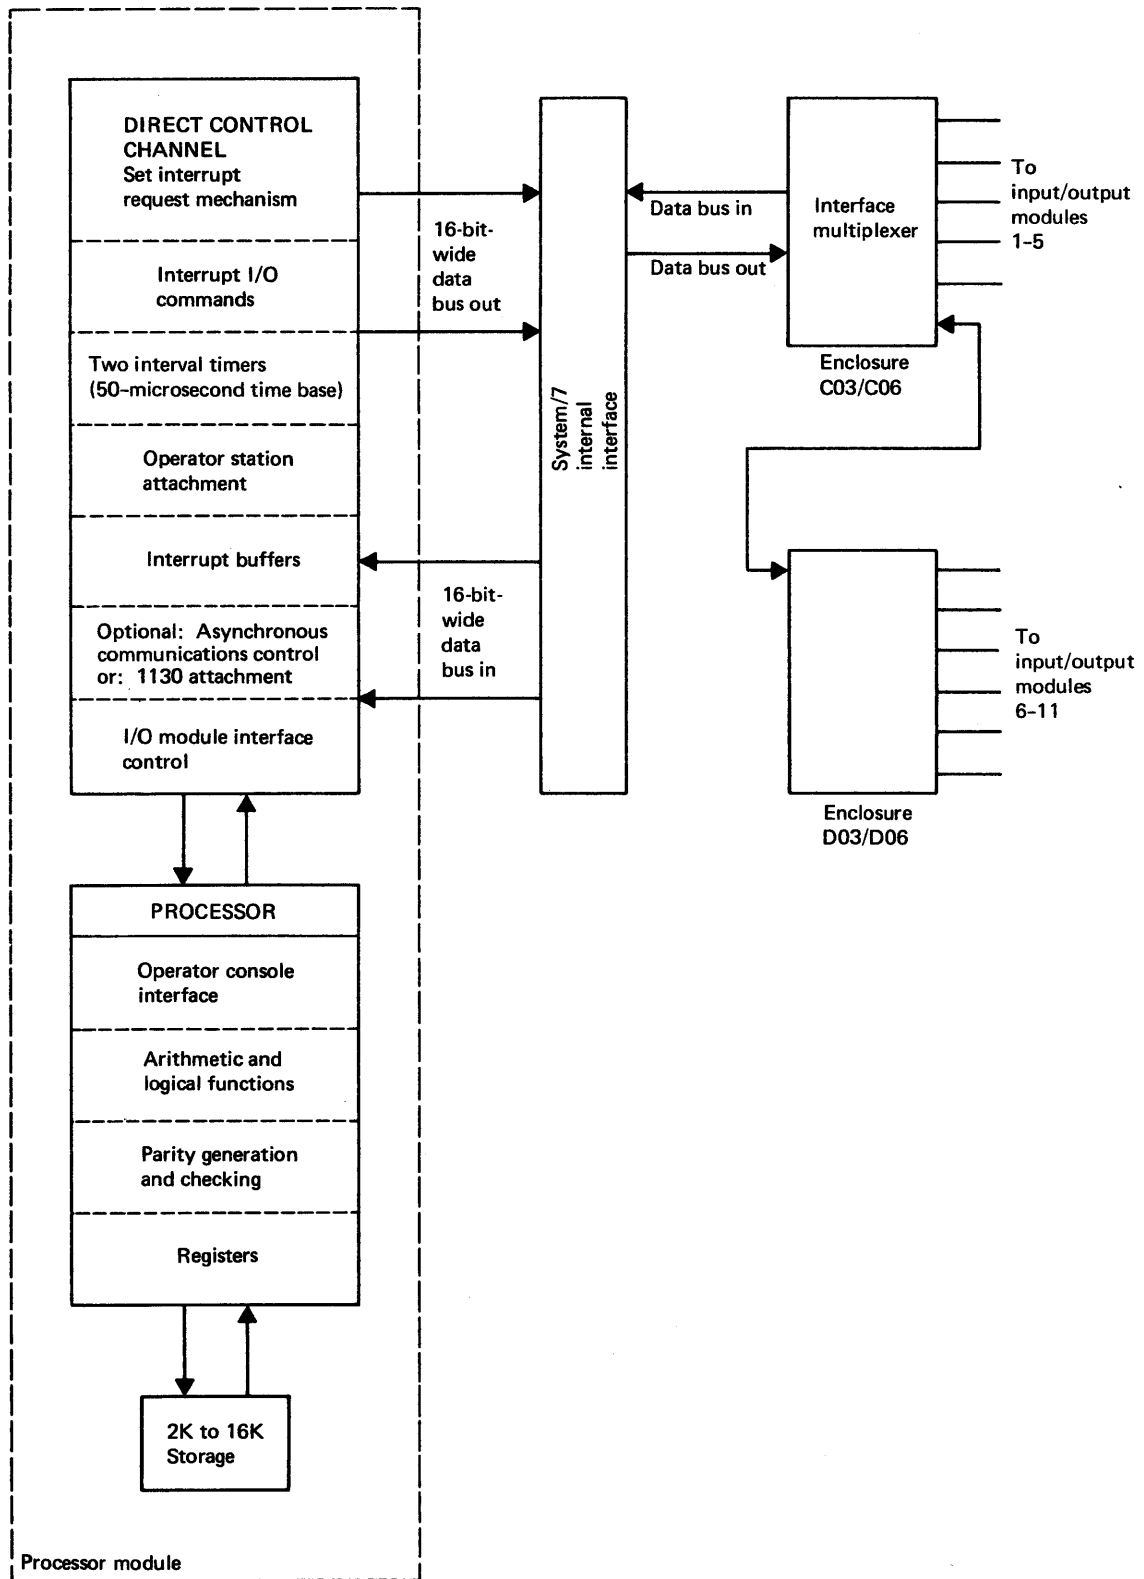 DIRECT CONTROL
CHANNEL
Set interrupt
request mechanism
Interrupt I/O
commands
Two interval timers
(50-microsecond time base)
Operator station
attachment
Interrupt buffers
Optional: Asynchronous
communications control
or: 1130 attachment
I/O module interface
control
16-bit-
wide
data
bus out
16-bit-
wide
data
bus in
System/7
internal
interface
Data bus in
Data bus out
Interface
multiplexer
Enclosure
C03/C06
To
input/output
modules
1-5
To
input/output
modules
6-11
Enclosure
D03/D06
PROCESSOR
Operator console
interface
Arithmetic and
logical functions
Parity generation
and checking
Registers
2K to 16K
Storage
Processor module